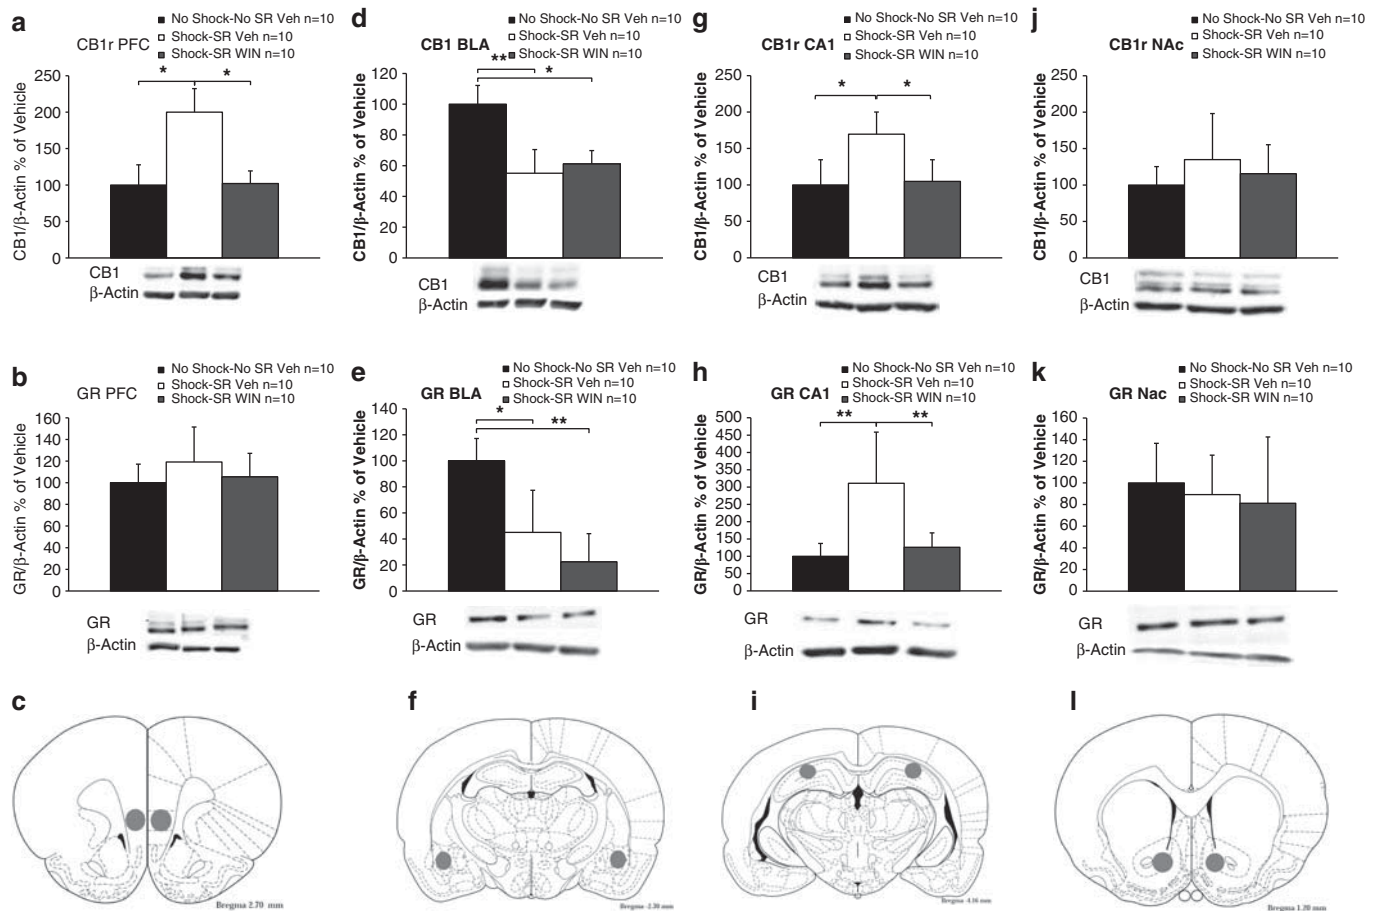 a
CB1r PFC
No Shock-No SR Veh n=10
Shock-SR Veh n=10
Shock-SR WIN n=10
CB1/β-Actin % of Vehicle
250
200
150
100
50
0
* *
CB1
β-Actin
d
CB1 BLA
No Shock-No SR Veh n=10
Shock-SR Veh n=10
Shock-SR WIN n=10
CB1/β-Actin % of Vehicle
120
100
80
60
40
20
0
** *
CB1
β-Actin
g
CB1r CA1
No Shock-No SR Veh n=10
Shock-SR Veh n=10
Shock-SR WIN n=10
CB1/β-Actin % of Vehicle
250
200
150
100
50
0
* *
CB1
β-Actin
j
CB1r NAc
No Shock-No SR Veh n=10
Shock-SR Veh n=10
Shock-SR WIN n=10
CB1/β-Actin % of Vehicle
250
200
150
100
50
0
CB1
β-Actin
b
GR PFC
No Shock-No SR Veh n=10
Shock-SR Veh n=10
Shock-SR WIN n=10
GR/β-Actin % of Vehicle
160
140
120
100
80
60
40
20
0
GR
β-Actin
e
GR BLA
No Shock-No SR Veh n=10
Shock-SR Veh n=10
Shock-SR WIN n=10
GR/β-Actin % of Vehicle
140
120
100
80
60
40
20
0
* **
GR
β-Actin
h
GR CA1
No Shock-No SR Veh n=10
Shock-SR Veh n=10
Shock-SR WIN n=10
GR/β-Actin % of Vehicle
500
450
400
350
300
250
200
150
100
50
0
** **
GR
β-Actin
k
GR Nac
No Shock-No SR Veh n=10
Shock-SR Veh n=10
Shock-SR WIN n=10
GR/β-Actin % of Vehicle
160
140
120
100
80
60
40
20
0
GR
β-Actin
c
Bregma 2.70 mm
f
Bregma -2.30 mm
i
Bregma -4.16 mm
l
Bregma 1.20 mm